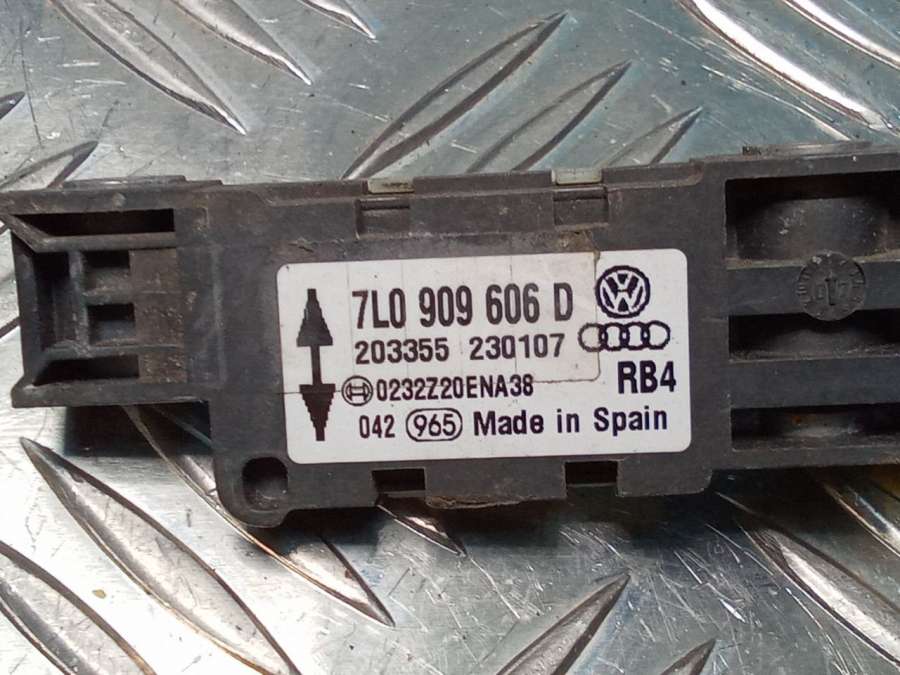 7L0 909 606 D
203355 230107
0232Z20ENA38
RB4
042 965 Made in Spain